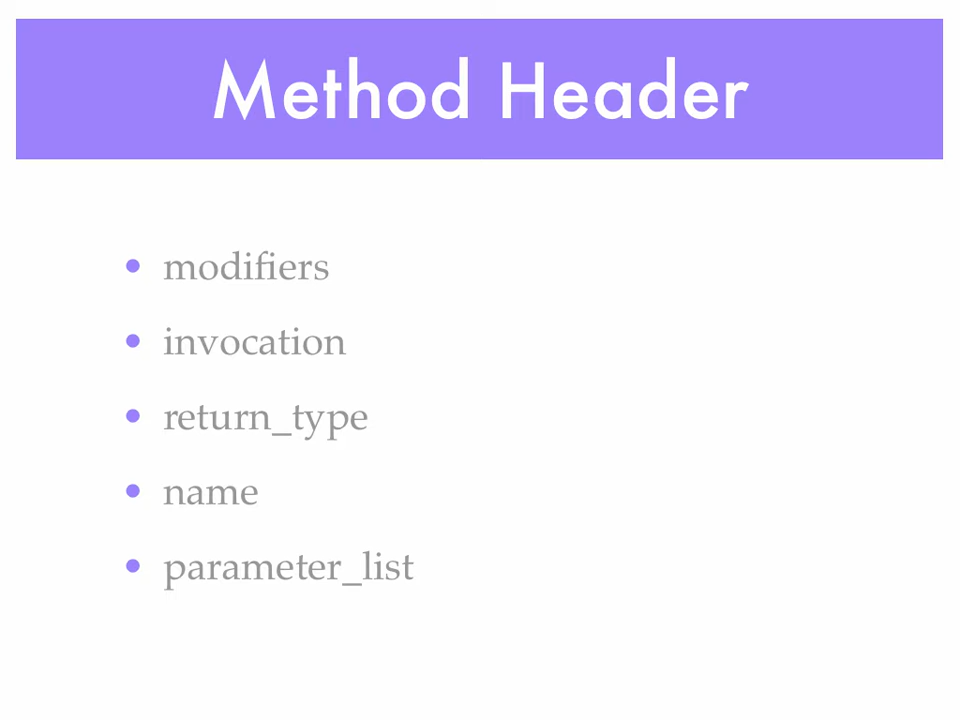 Method Header
• modifiers
• invocation
• return_type
• name
• parameter_list